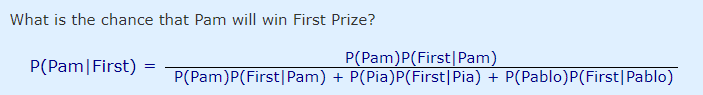 What is the chance that Pam will win First Prize?
P(Pam)P(First|Pam)
P(Pam|First) =
P(Pam)P(First|Pam) + P(Pia)P(First|Pia) + P(Pablo)P(First|Pablo)